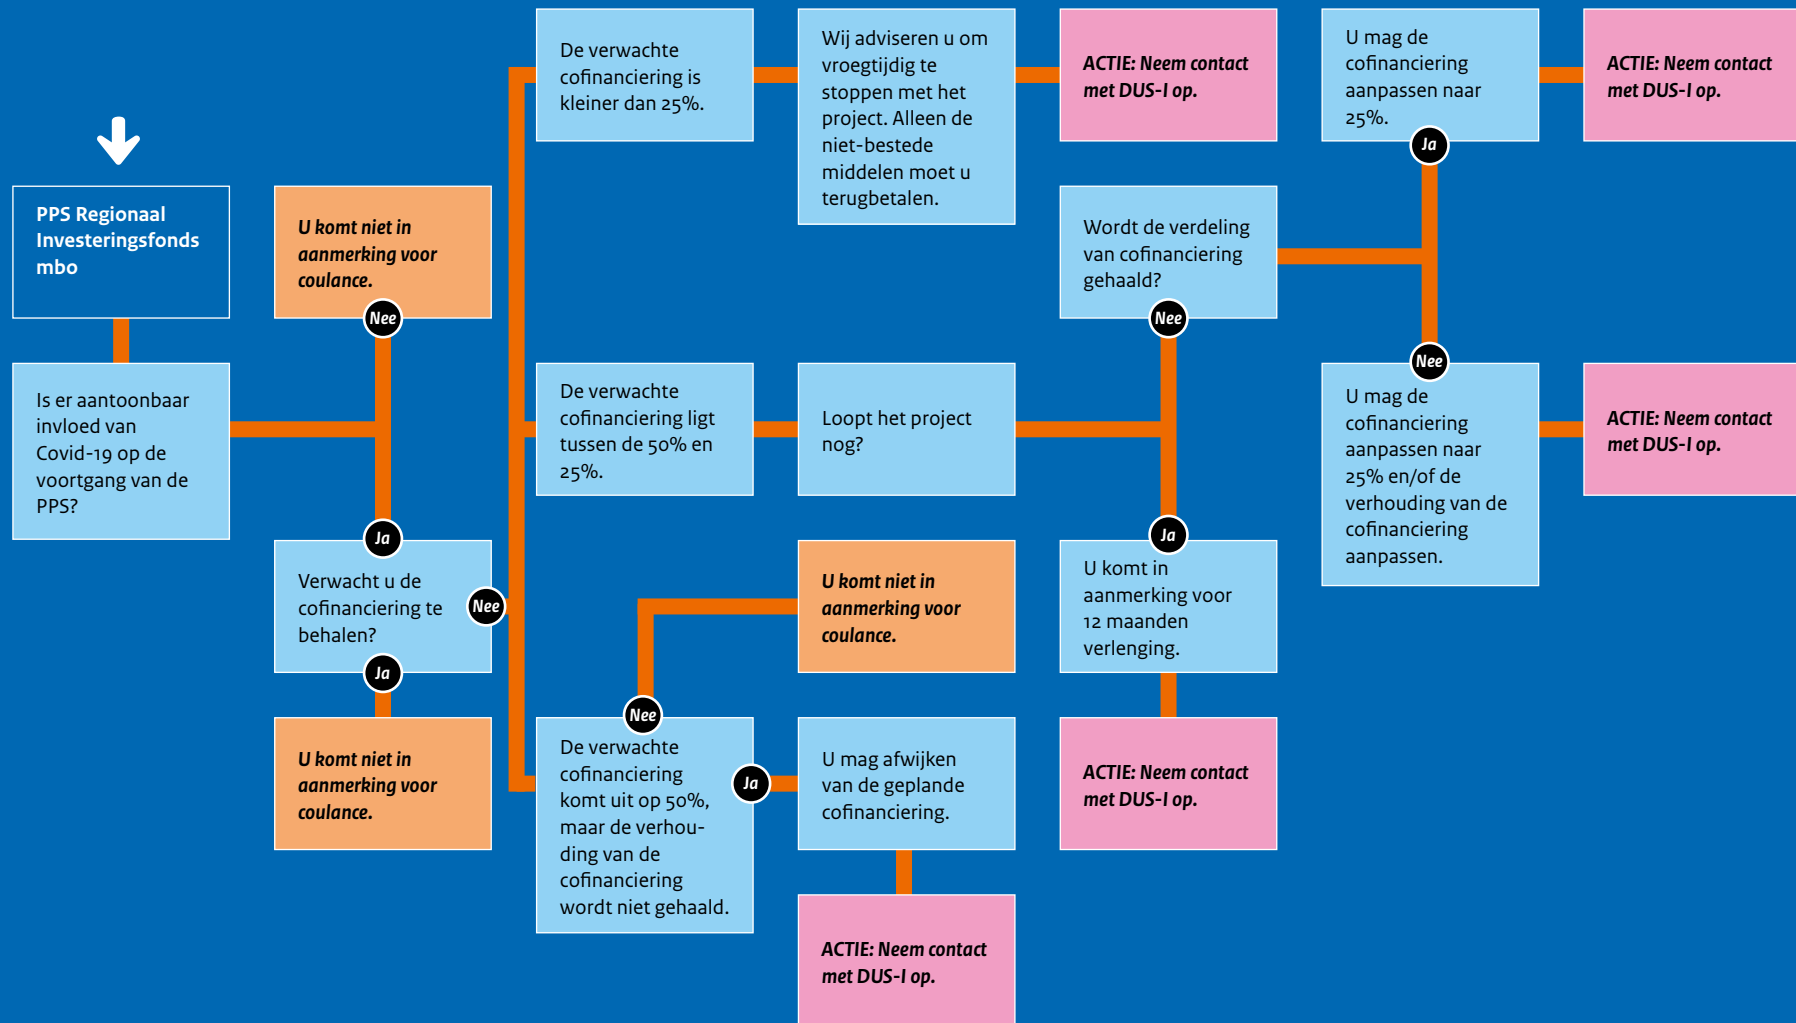 PPS Regionaal
Investeringsfonds
mbo
Is er aantoonbaar
invloed van
Covid-19 op de
voortgang van de
PPS?
U komt niet in
aanmerking voor
coulance.
Nee
Ja
Verwacht u de
cofinanciering te
behalen?
Nee
Ja
U komt niet in
aanmerking voor
coulance.
De verwachte
cofinanciering is
kleiner dan 25%.
Wij adviseren u om
vroegtijdig te
stoppen met het
project. Alleen de
niet-bestede
middelen moet u
terugbetalen.
ACTIE: Neem contact
met DUS-I op.
De verwachte
cofinanciering ligt
tussen de 50% en
25%.
Loopt het project
nog?
Wordt de verdeling
van cofinanciering
gehaald?
Nee
Ja
U komt in
aanmerking voor
12 maanden
verlenging.
ACTIE: Neem contact
met DUS-I op.
U mag de
cofinanciering
aanpassen naar
25%.
Ja
ACTIE: Neem contact
met DUS-I op.
Nee
U mag de
cofinanciering
aanpassen naar
25% en/of de
verhouding van de
cofinanciering
aanpassen.
ACTIE: Neem contact
met DUS-I op.
U komt niet in
aanmerking voor
coulance.
Nee
De verwachte
cofinanciering
komt uit op 50%,
maar de verhou-
ding van de
cofinanciering
wordt niet gehaald.
Ja
U mag afwijken
van de geplande
cofinanciering.
ACTIE: Neem contact
met DUS-I op.